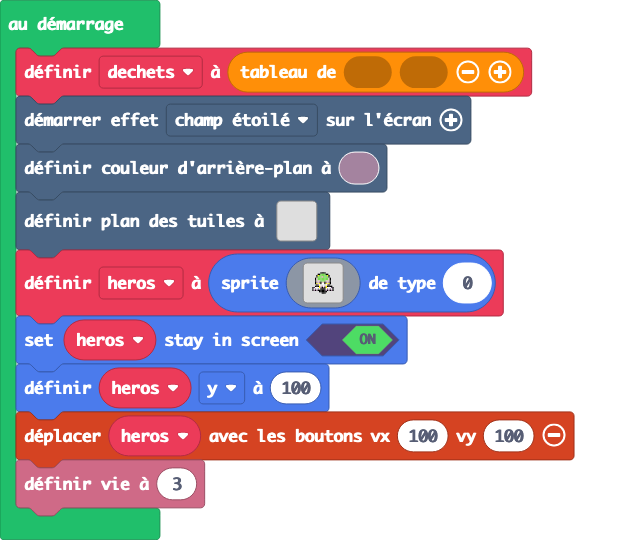 au démarrage
définir dechets à tableau de
démarrer effet champ étoilé sur l'écran
définir couleur d'arrière-plan à
définir plan des tuiles à
définir heros à sprite de type 0
set heros stay in screen ON
définir heros y à 100
déplacer heros avec les boutons vx 100 vy 100
définir vie à 3